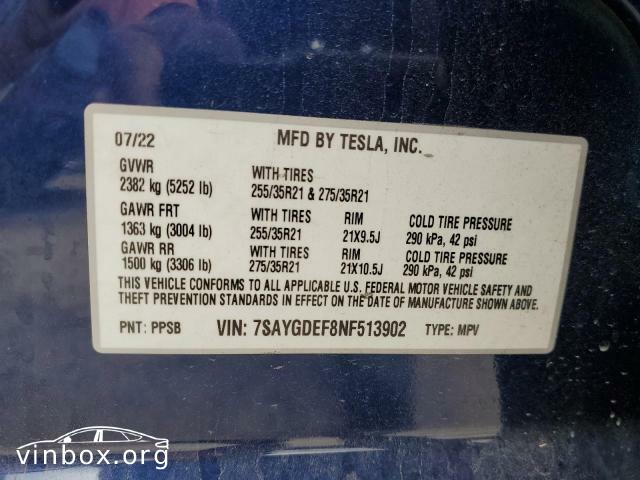 07/22 MFD BY TESLA, INC.
GVWR WITH TIRES
2382 kg (5252 lb) 255/35R21 & 275/35R21
GAWR FRT WITH TIRES RIM COLD TIRE PRESSURE
1363 kg (3004 lb) 255/35R21 21X9.5J 290 kPa, 42 psi
GAWR RR WITH TIRES RIM COLD TIRE PRESSURE
1500 kg (3306 lb) 275/35R21 21X10.5J 290 kPa, 42 psi
THIS VEHICLE CONFORMS TO ALL APPLICABLE U.S. FEDERAL MOTOR VEHICLE SAFETY AND
THEFT PREVENTION STANDARDS IN EFFECT ON THE DATE OF MANUFACTURE SHOWN ABOVE.
PNT: PPSB VIN: 7SAYGDEF8NF513902 TYPE: MPV
vinbox.org